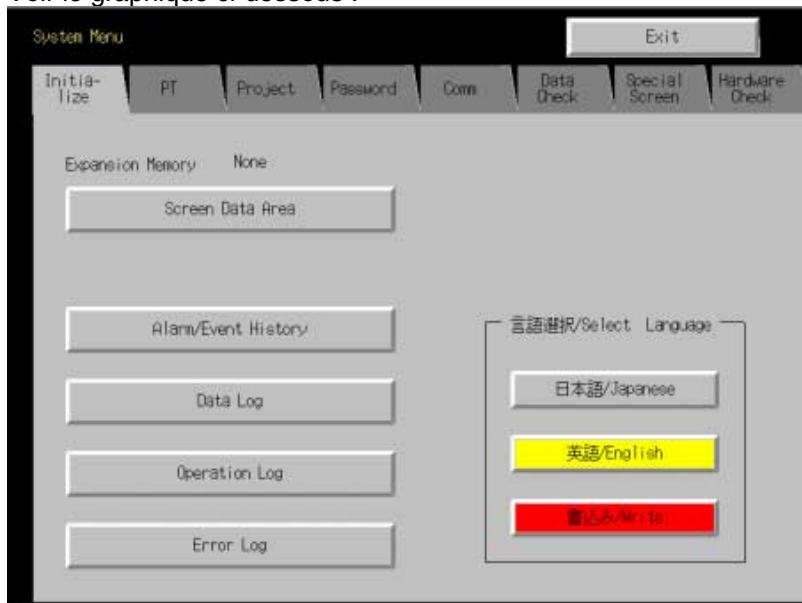 Voir le graphique ci-dessous :
System Menu
Exit
Initia-
lize
PT
Project
Password
Comm
Data
Check
Special
Screen
Hardware
Check
Expansion Memory None
Screen Data Area
Alarm/Event History
Data Log
Operation Log
Error Log
言語選択/Select Language
日本語/Japanese
英語/English
書込み/Write